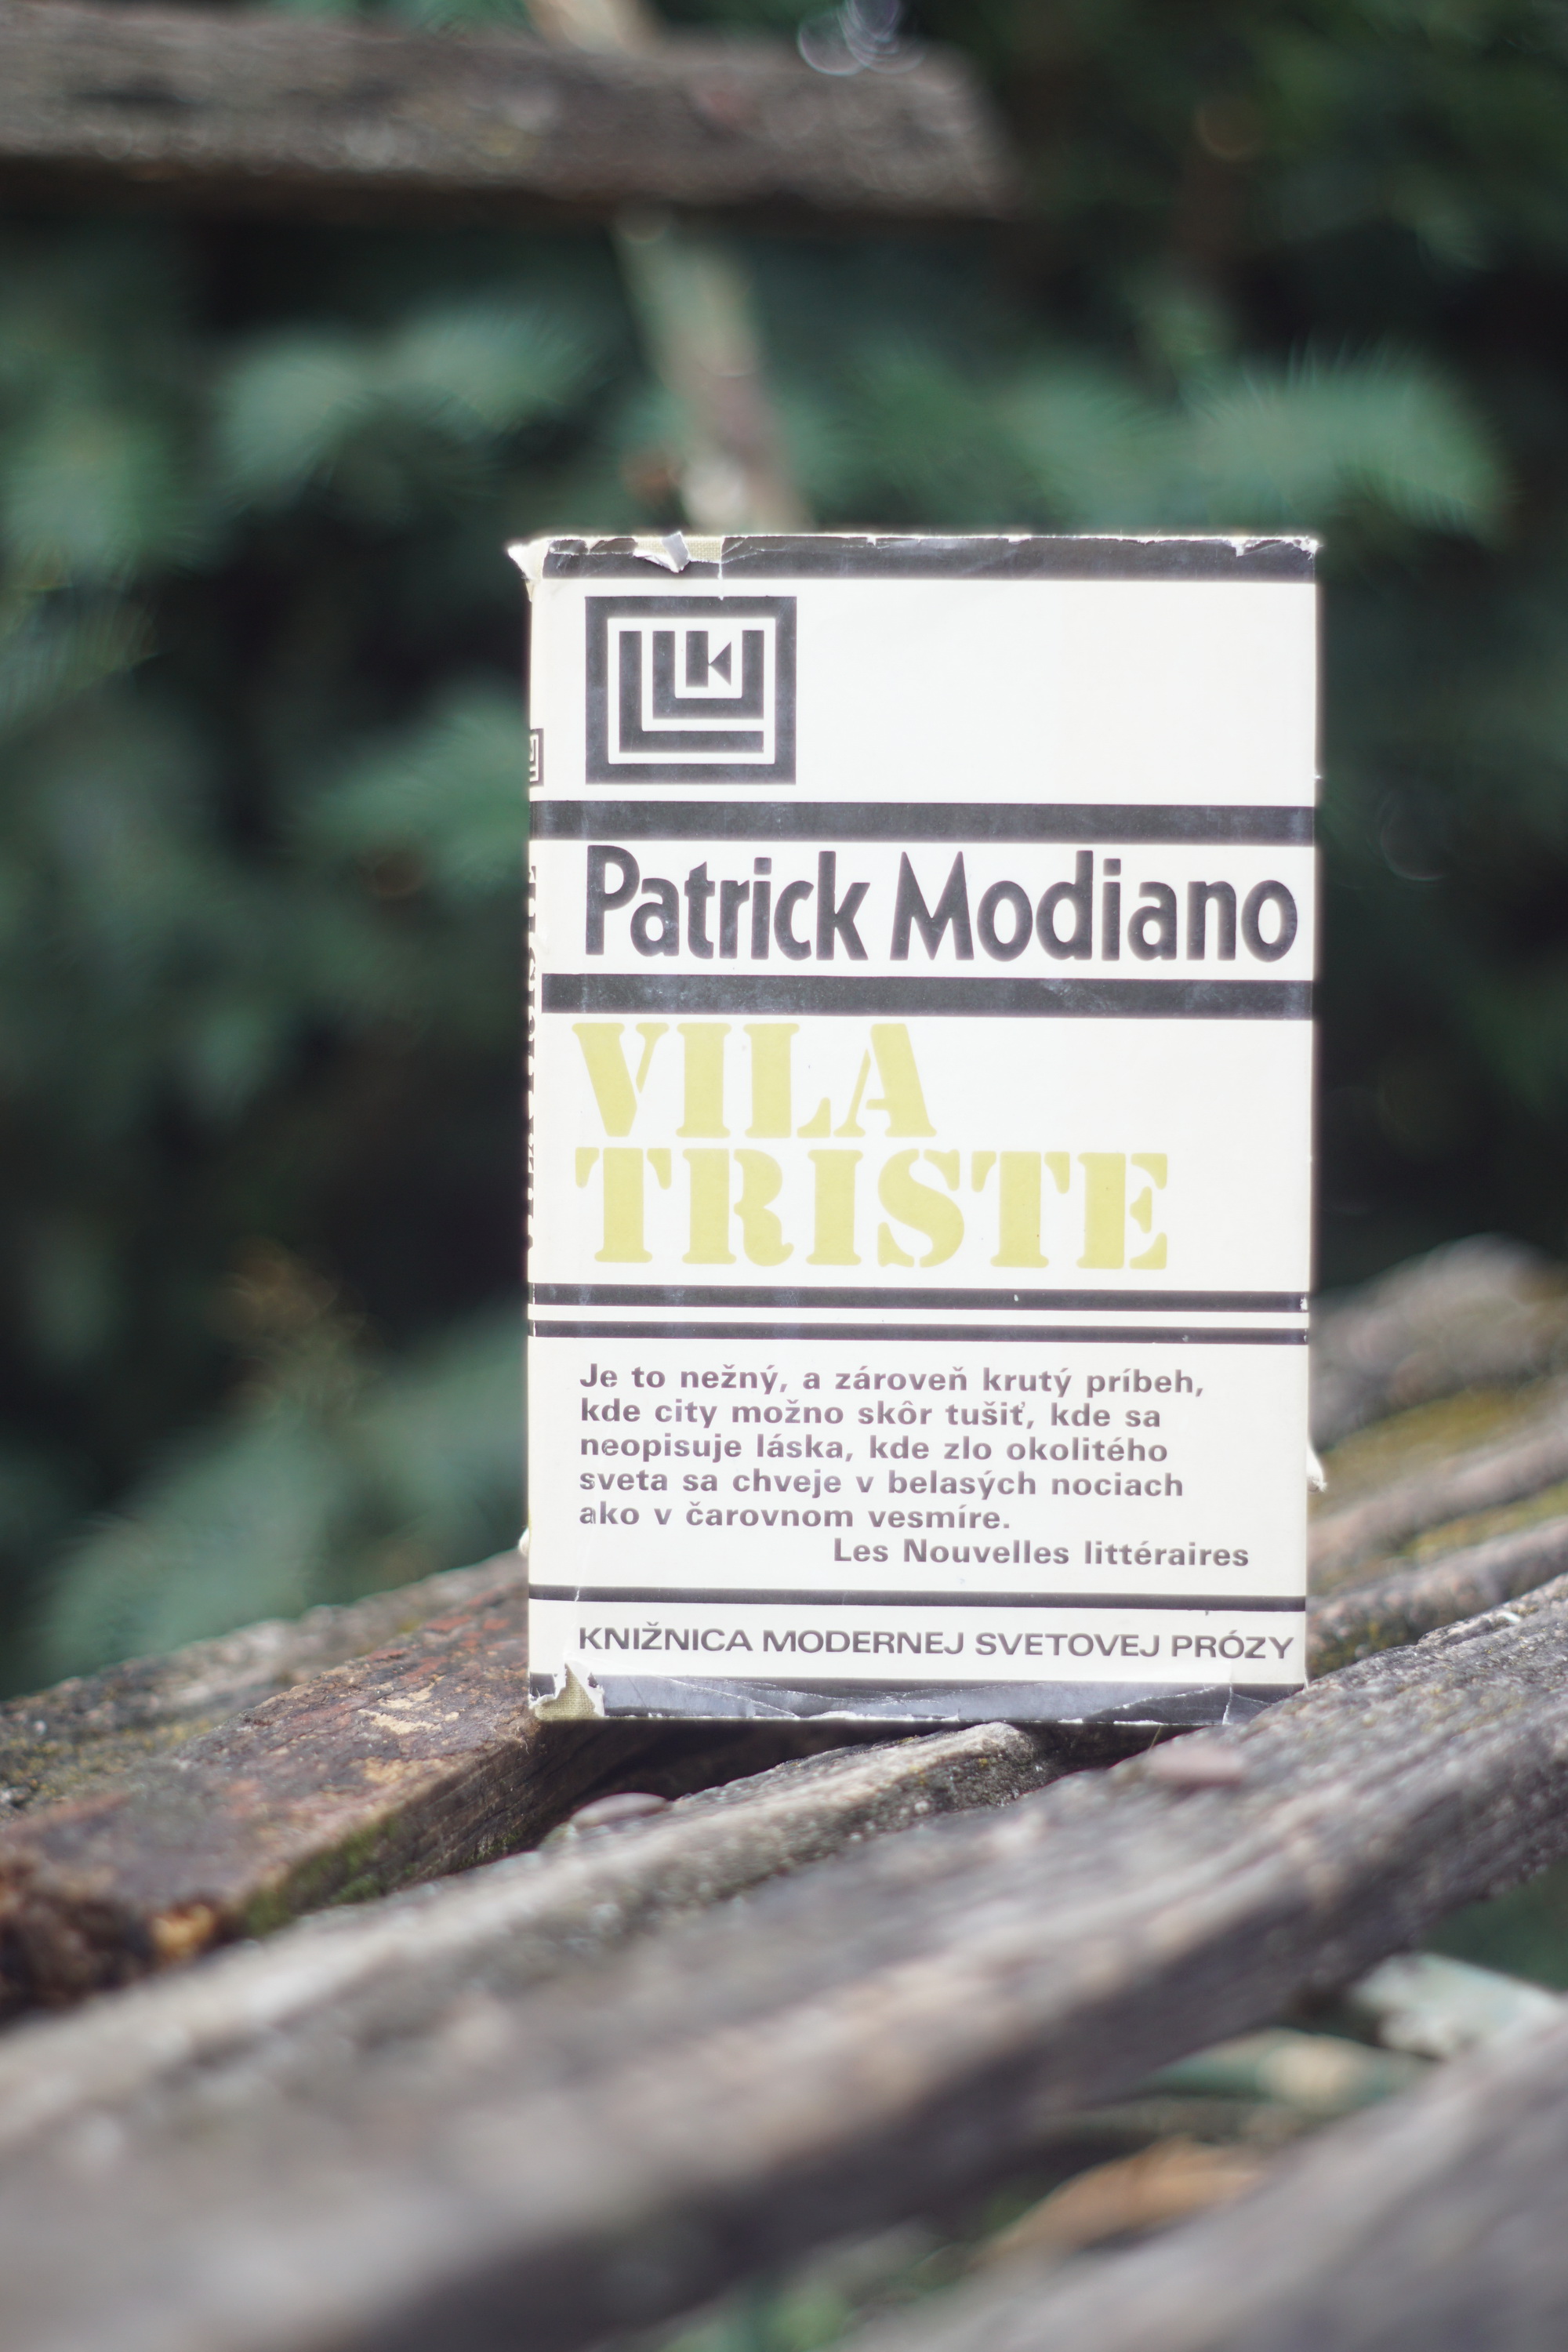 Patrick Modiano
VILA
TRISTE
Je to nežný, a zároveň krutý príbeh,
kde city možno skôr tušiť, kde sa
neopisuje láska, kde zlo okolitého
sveta sa chveje v belasých nociach
ako v čarovnom vesmíre.
Les Nouvelles littéraires
KNIŽNICA MODERNEJ SVETOVEJ PRÓZY